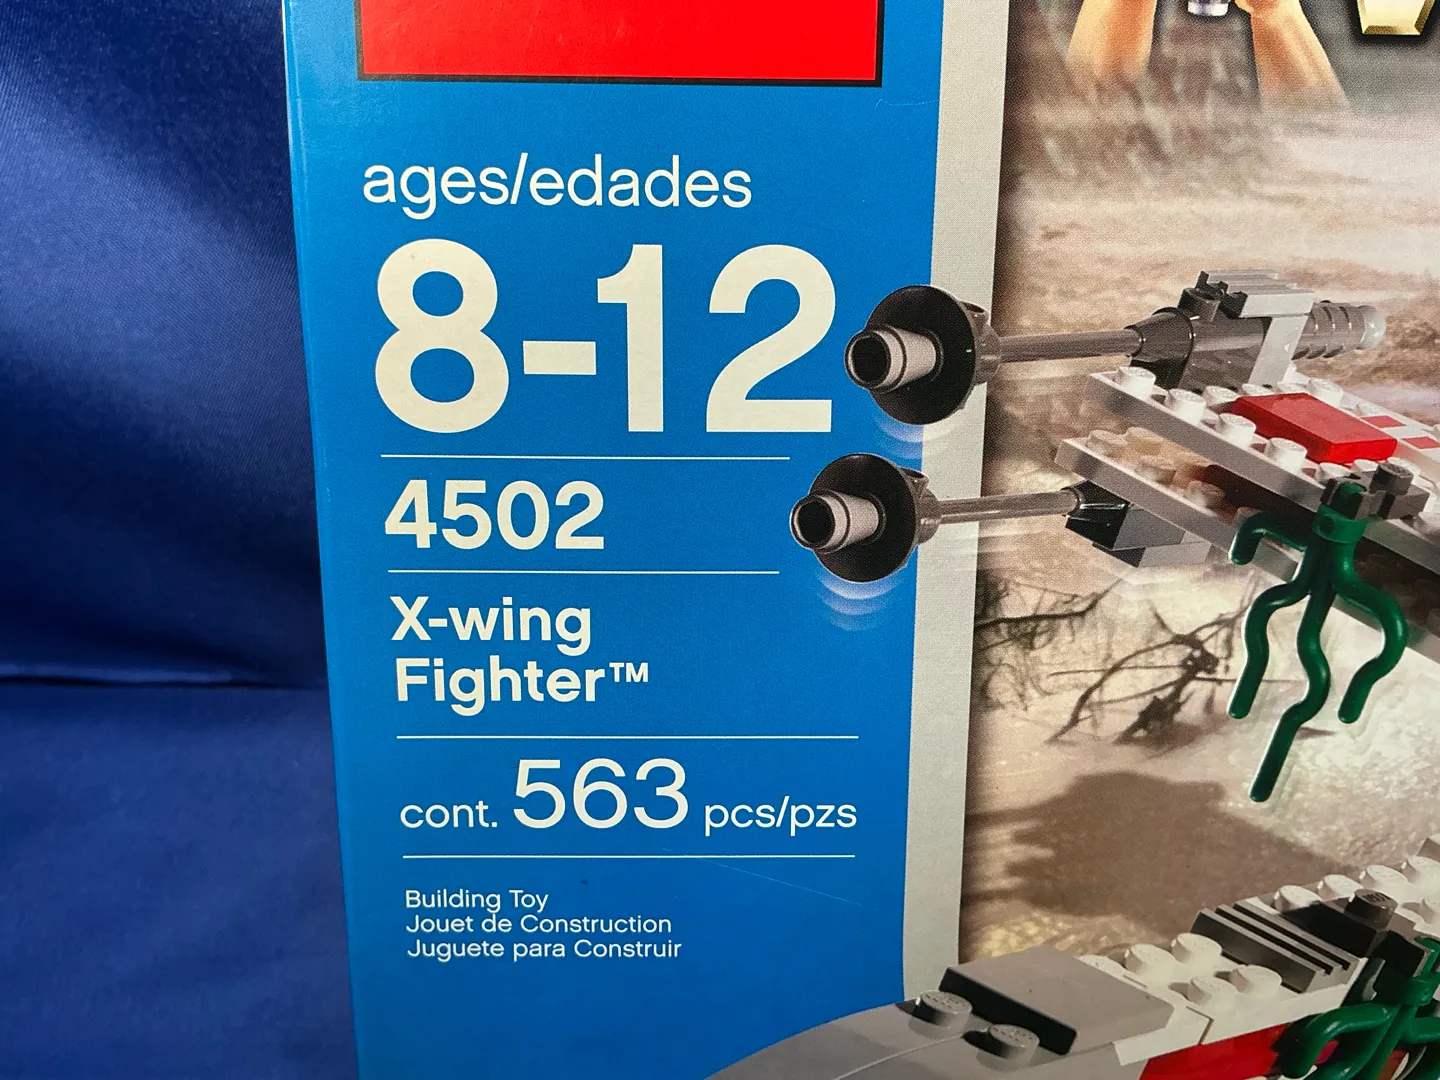 ages/edades
8-12
4502
X-wing
Fighter™
cont. 563 pcs/pzs
Building Toy
Jouet de Construction
Juguete para Construir